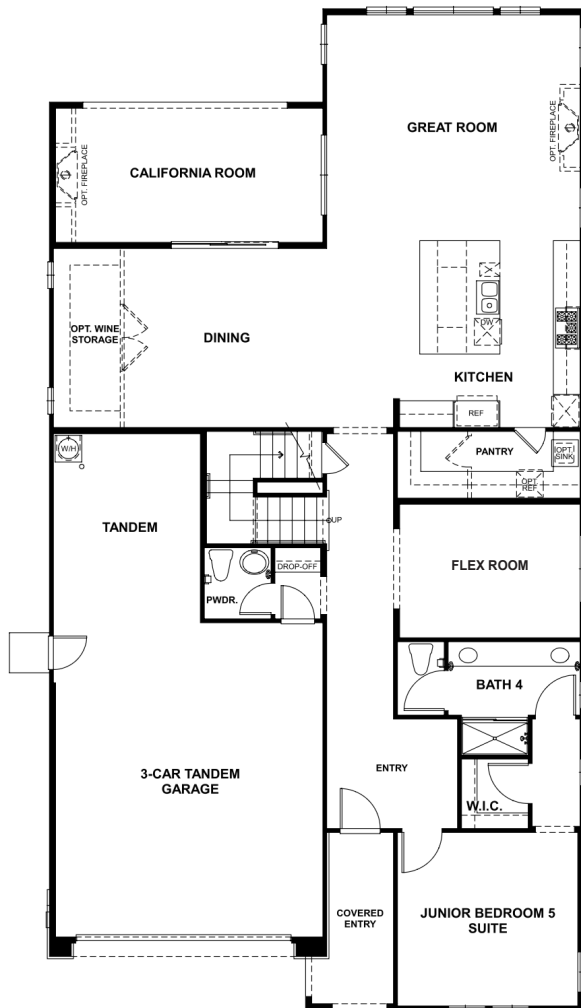 GREAT ROOM
OPT. FIREPLACE
CALIFORNIA ROOM
OPT. FIREPLACE
OPT. WINE
STORAGE
DINING
DW
KITCHEN
REF
W/H
PANTRY
OPT
SINK
OPT
REF
TANDEM
UP
DROP-OFF
PWDR.
FLEX ROOM
BATH 4
3-CAR TANDEM
GARAGE
ENTRY
W.I.C.
COVERED
ENTRY
JUNIOR BEDROOM 5
SUITE